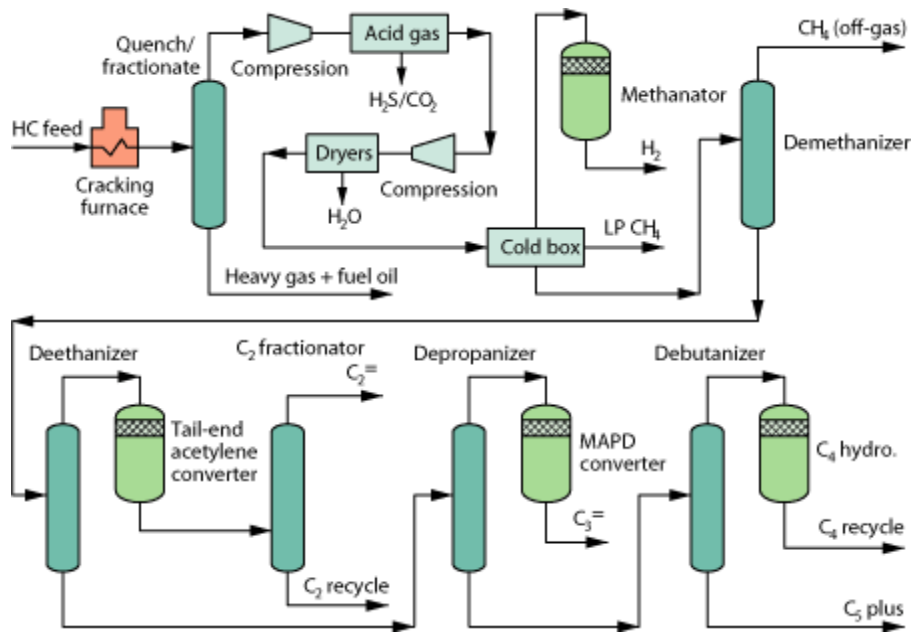 Quench/
fractionate
Compression
Acid gas
H₂S/CO₂
HC feed
Cracking
furnace
Dryers
H₂O
Compression
Heavy gas + fuel oil
Cold box
LP CH₄
Methanator
H₂
CH₄ (off-gas)
Demethanizer
Deethanizer
Tail-end
acetylene
converter
C₂ fractionator
C₂=
C₂ recycle
Depropanizer
MAPD
converter
C₃=
Debutanizer
C₄ hydro.
C₄ recycle
C₅ plus